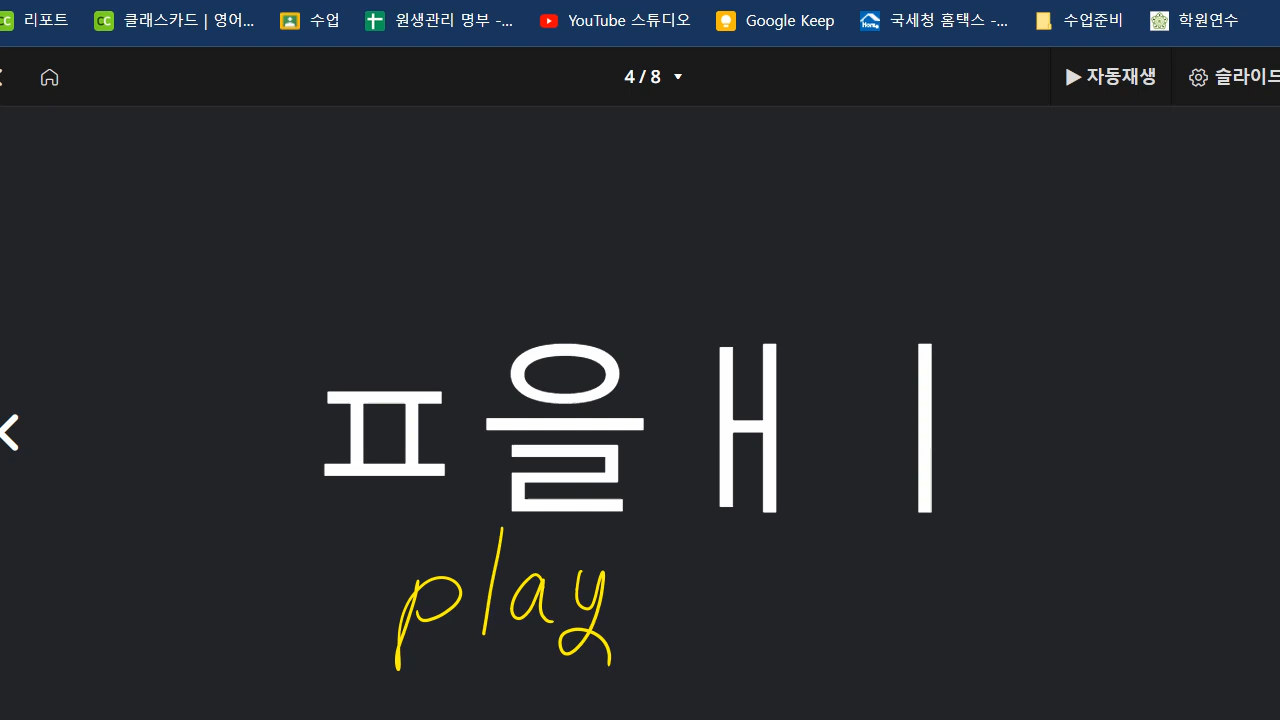 리포트 클래스카드 | 영어... 수업 원생관리 명부 -... YouTube 스튜디오 Google Keep 국세청 홈택스 -... 수업준비 학원연수
4 / 8 자동재생 슬라이드
ㅍ을ㅐㅣ
play